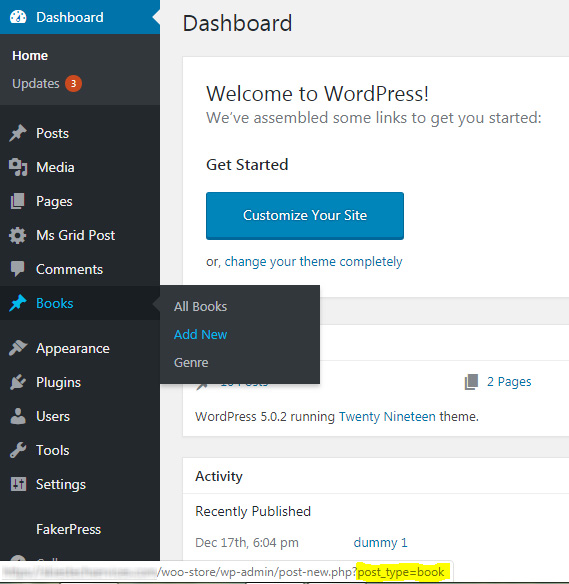 Dashboard
Home
Updates 3
Posts
Media
Pages
Ms Grid Post
Comments
Books
Appearance
Plugins
Users
Tools
Settings
FakerPress
Dashboard
Welcome to WordPress!
We've assembled some links to get you started:
Get Started
Customize Your Site
or, change your theme completely
All Books
Add New
Genre
Posts
2 Pages
WordPress 5.0.2 running Twenty Nineteen theme.
Activity
Recently Published
Dec 17th, 6:04 pm dummy 1
/woo-store/wp-admin/post-new.php?post_type=book